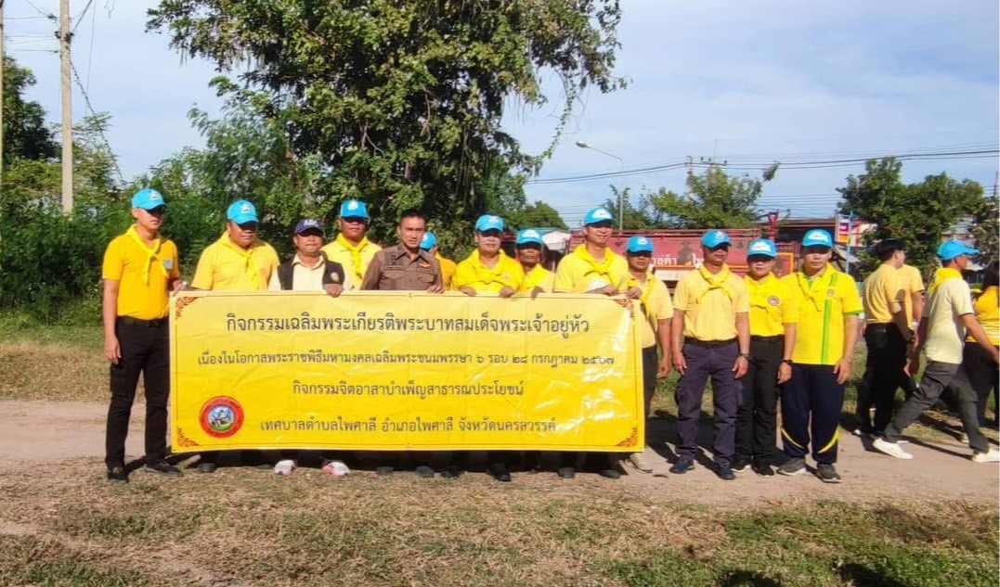 กิจกรรมเฉลิมพระเกียรติพระบาทสมเด็จพระเจ้าอยู่หัว
เนื่องในโอกาสพระราชพิธีมหามงคลเฉลิมพระชนมพรรษา ๖ รอบ ๒๘ กรกฎาคม ๒๕๖๗
กิจกรรมจิตอาสาบำเพ็ญสาธารณประโยชน์
เทศบาลตำบลไพศาลี อำเภอไพศาลี จังหวัดนครสวรรค์